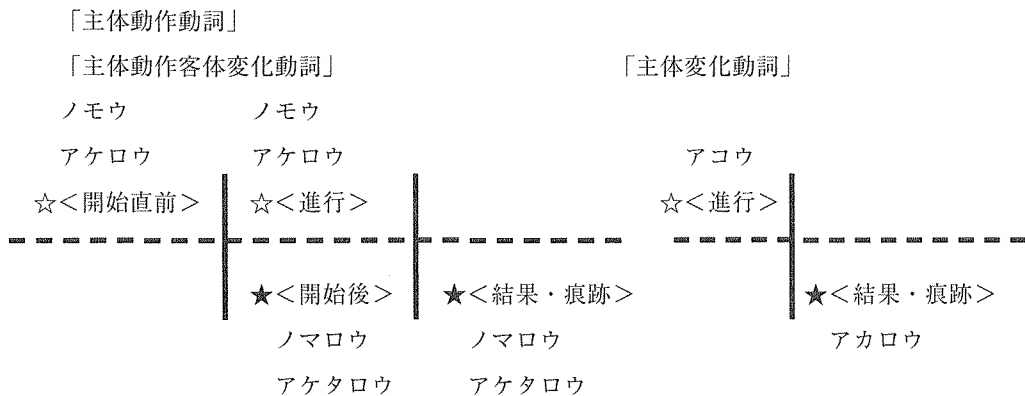 「主体動作動詞」
「主体動作客体変化動詞」 「主体変化動詞」
ノモウ ノモウ
アケロウ アケロウ アコウ
☆<開始直前> ☆<進行> ☆<進行>
★<開始後> ★<結果・痕跡> ★<結果・痕跡>
ノマロウ ノマロウ アカロウ
アケタロウ アケタロウ